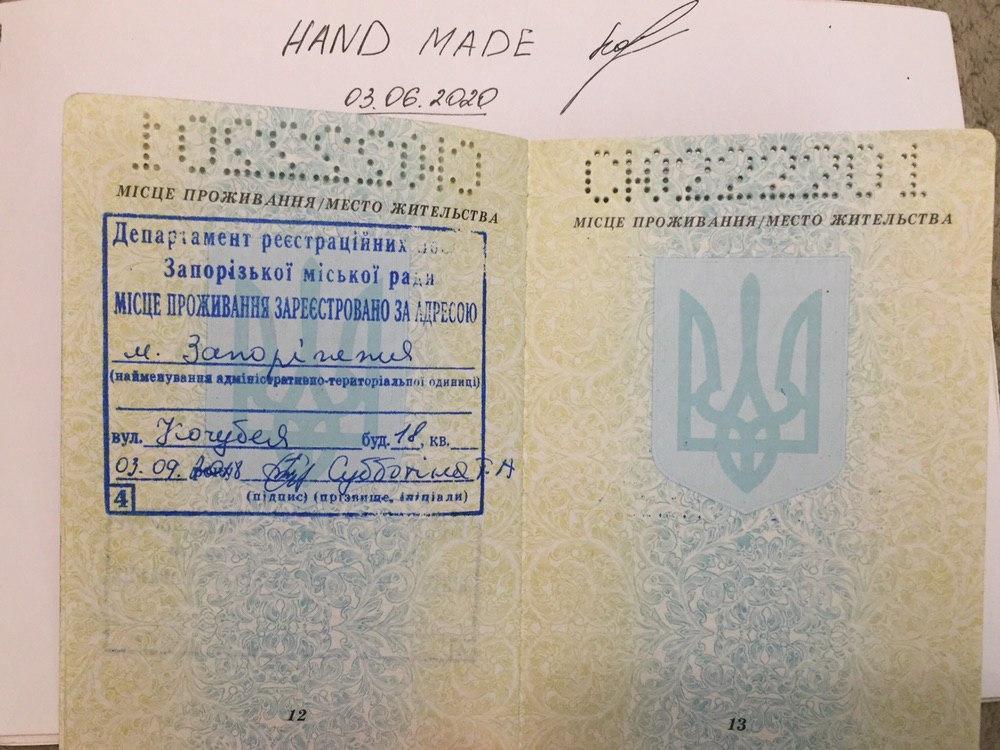 HAND MADE
03.06.2020
МІСЦЕ ПРОЖИВАННЯ/МЕСТО ЖИТЕЛЬСТВА
Департамент реєстраційних
Запорізької міської ради
МІСЦЕ ПРОЖИВАННЯ ЗАРЕЄСТРОВАНО ЗА АДРЕСОЮ
м. Запоріжжя
(найменування адміністративно-територіальної одиниці)
вул. Кочубея буд. 18, кв.
03.09. Субботіна
(підпис) (прізвище, ініціали)
4
12
СН0222201
МІСЦЕ ПРОЖИВАННЯ/МЕСТО ЖИТЕЛЬСТВА
13